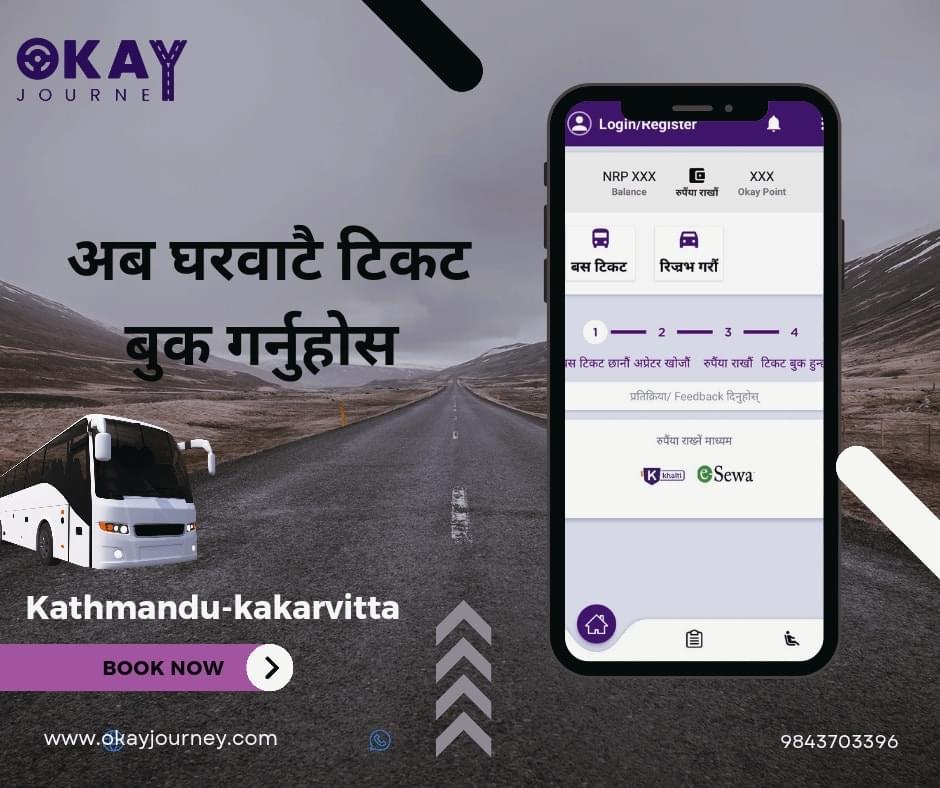 OKAY
JOURNEY
अब घरवाटै टिकट
बुक गर्नुहोस
Kathmandu-kakarvitta
BOOK NOW
www.okayjourney.com
9843703396
Login/Register
NRP XXX
Balance
रुपैंया राखौं
XXX
Okay Point
बस टिकट
रिज्रभ गरौं
1 2 3 4
बस टिकट छानौं अप्रेटर खोजौं रुपैंया राखौं टिकट बुक
प्रतिक्रिया/ Feedback दिनुहोस्
रुपैंया राख्नें माध्यम
K khalti
eSewa